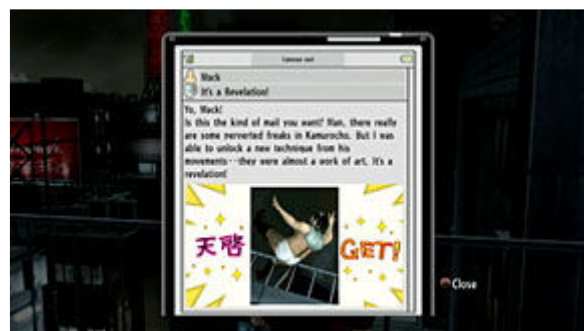 Mack
It's a Revelation!
Yo, Mack!
Is this the kind of mail you want? Man, there really
are some perverted freaks in Kamurocho. But I was
able to unlock a new technique from his
movements--they were almost a work of art. It's a
revelation!
天啓 GET!
Close